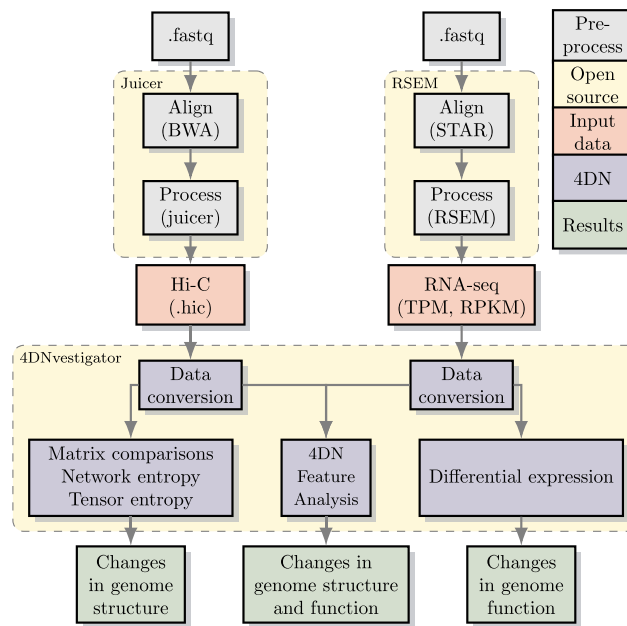 .fastq
.fastq
Pre-
process
Open
source
Input
data
4DN
Results
Juicer
Align
(BWA)
Process
(juicer)
RSEM
Align
(STAR)
Process
(RSEM)
Hi-C
(.hic)
RNA-seq
(TPM, RPKM)
4DNvestigator
Data
conversion
Data
conversion
Matrix comparisons
Network entropy
Tensor entropy
4DN
Feature
Analysis
Differential expression
Changes
in genome
structure
Changes in
genome structure
and function
Changes
in genome
function